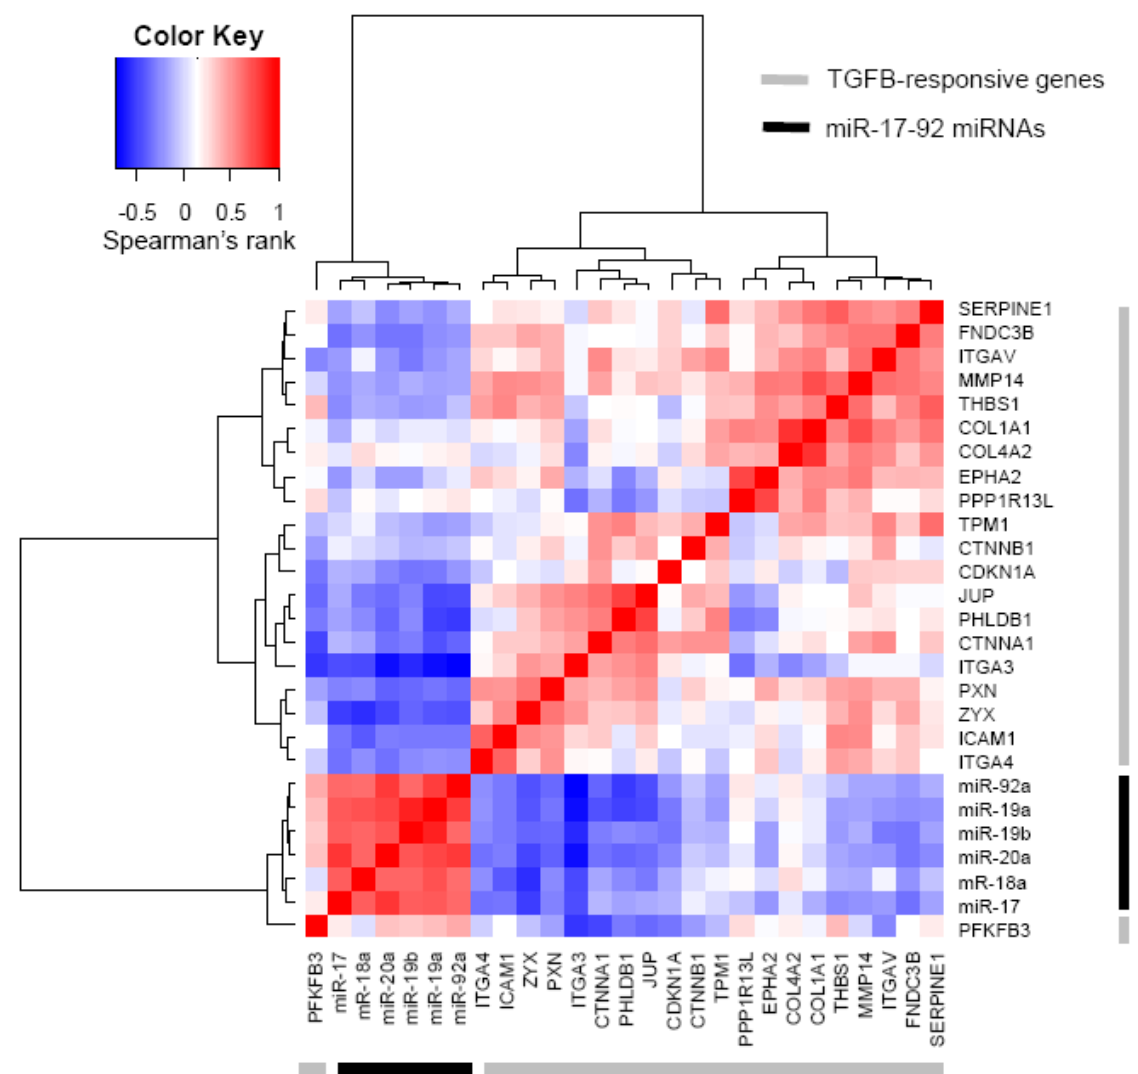 Color Key
-0.5 0 0.5 1
Spearman's rank
TGFB-responsive genes
miR-17-92 miRNAs
SERPINE1
FNDC3B
ITGAV
MMP14
THBS1
COL1A1
COL4A2
EPHA2
PPP1R13L
TPM1
CTNNB1
CDKN1A
JUP
PHLDB1
CTNNA1
ITGA3
PXN
ZYX
ICAM1
ITGA4
miR-92a
miR-19a
miR-19b
miR-20a
mR-18a
miR-17
PFKFB3
PFKFB3
miR-17
mR-18a
miR-20a
miR-19b
miR-19a
miR-92a
ITGA4
ICAM1
ZYX
PXN
ITGA3
CTNNA1
PHLDB1
JUP
CDKN1A
CTNNB1
TPM1
PPP1R13L
EPHA2
COL4A2
COL1A1
THBS1
MMP14
ITGAV
FNDC3B
SERPINE1